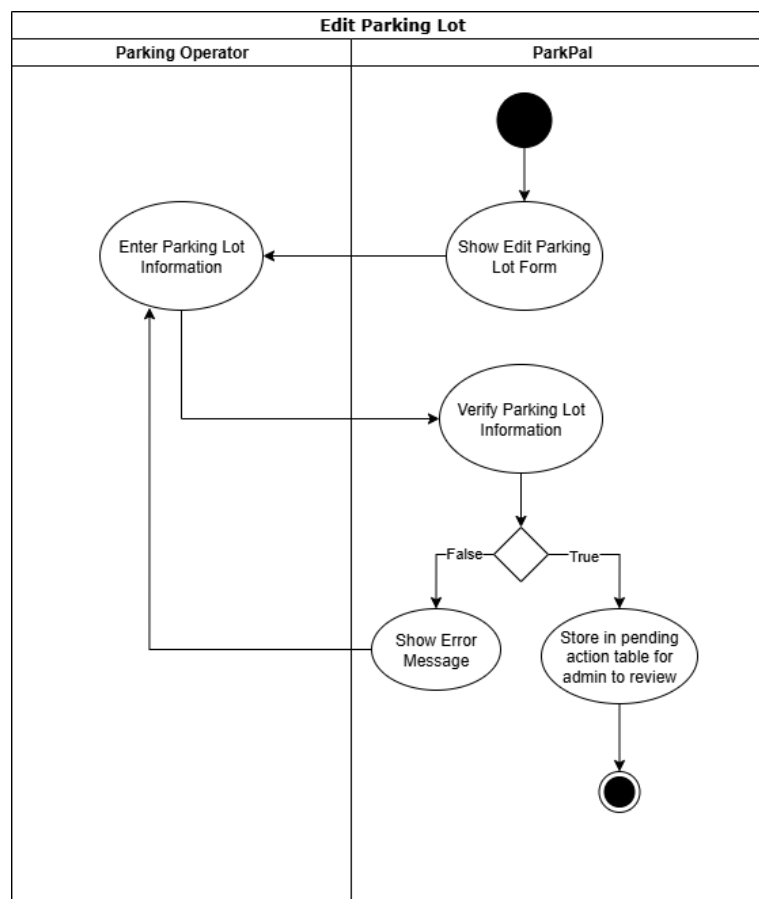 Edit Parking Lot
Parking Operator
ParkPal
Enter Parking Lot
Information
Show Edit Parking
Lot Form
Verify Parking Lot
Information
False
True
Show Error
Message
Store in pending
action table for
admin to review